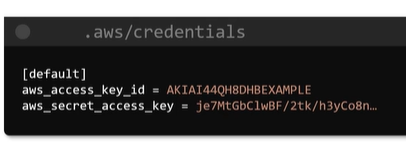 .aws/credentials
[default]
aws_access_key_id = AKIAI44QH8DHBEXAMPLE
aws_secret_access_key = je7MtGbClwBF/2tk/h3yCo8n…